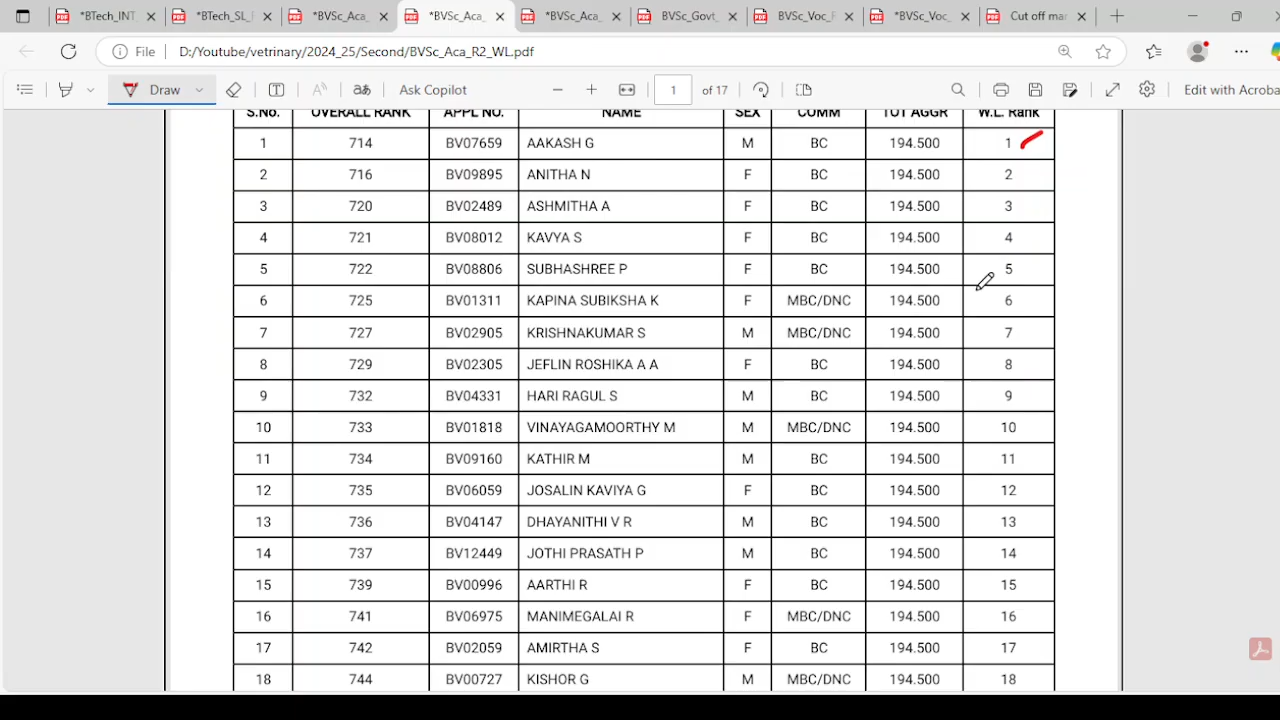 *BTech_INT_ *BTech_SL_F *BVSc_Aca_ *BVSc_Aca_ *BVSc_Aca_ BVSc_Govt_ BVSc_Voc_F *BVSc_Voc_ Cut off mar
File D:/Youtube/vetrinary/2024_25/Second/BVSc_Aca_R2_WL.pdf
Draw Ask Copilot 1 of 17 Edit with Acroba
S.No. OVERALL RANK APPL NO. NAME SEX COMM TOT AGGR W.L. Rank
1 714 BV07659 AAKASH G M BC 194.500 1
2 716 BV09895 ANITHA N F BC 194.500 2
3 720 BV02489 ASHMITHA A F BC 194.500 3
4 721 BV08012 KAVYA S F BC 194.500 4
5 722 BV08806 SUBHASHREE P F BC 194.500 5
6 725 BV01311 KAPINA SUBIKSHA K F MBC/DNC 194.500 6
7 727 BV02905 KRISHNAKUMAR S M MBC/DNC 194.500 7
8 729 BV02305 JEFLIN ROSHIKA A A F BC 194.500 8
9 732 BV04331 HARI RAGUL S M BC 194.500 9
10 733 BV01818 VINAYAGAMOORTHY M M MBC/DNC 194.500 10
11 734 BV09160 KATHIR M M BC 194.500 11
12 735 BV06059 JOSALIN KAVIYA G F BC 194.500 12
13 736 BV04147 DHAYANITHI V R M BC 194.500 13
14 737 BV12449 JOTHI PRASATH P M BC 194.500 14
15 739 BV00996 AARTHI R F BC 194.500 15
16 741 BV06975 MANIMEGALAI R F MBC/DNC 194.500 16
17 742 BV02059 AMIRTHA S F BC 194.500 17
18 744 BV00727 KISHOR G M MBC/DNC 194.500 18